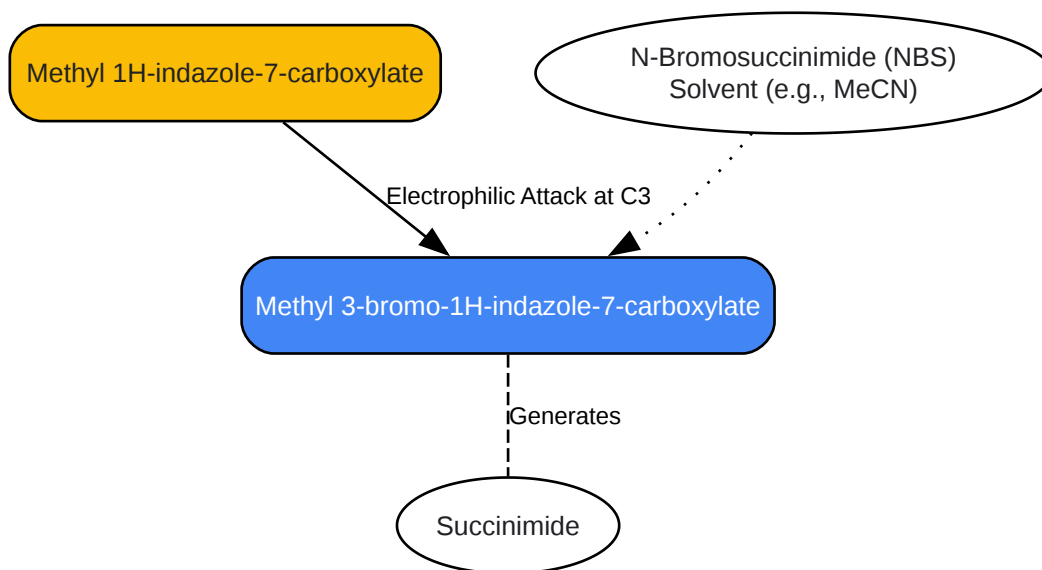 Methyl 1H-indazole-7-carboxylate
N-Bromosuccinimide (NBS)
Solvent (e.g., MeCN)
Electrophilic Attack at C3
Methyl 3-bromo-1H-indazole-7-carboxylate
Generates
Succinimide